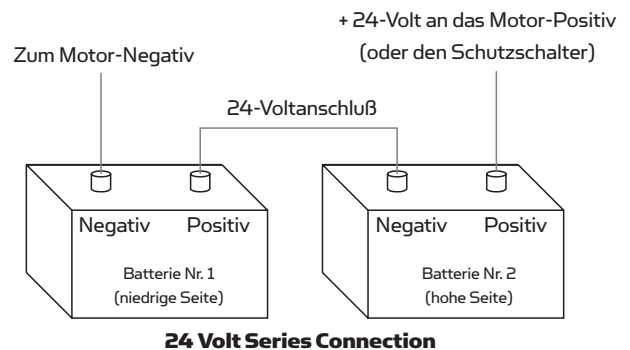 + 24-Volt an das Motor-Positiv
(oder den Schutzschalter)
Zum Motor-Negativ
24-Voltanschluß
Negativ Positiv
Negativ Positiv
Batterie Nr. 1
(niedrige Seite)
Batterie Nr. 2
(hohe Seite)
24 Volt Series Connection